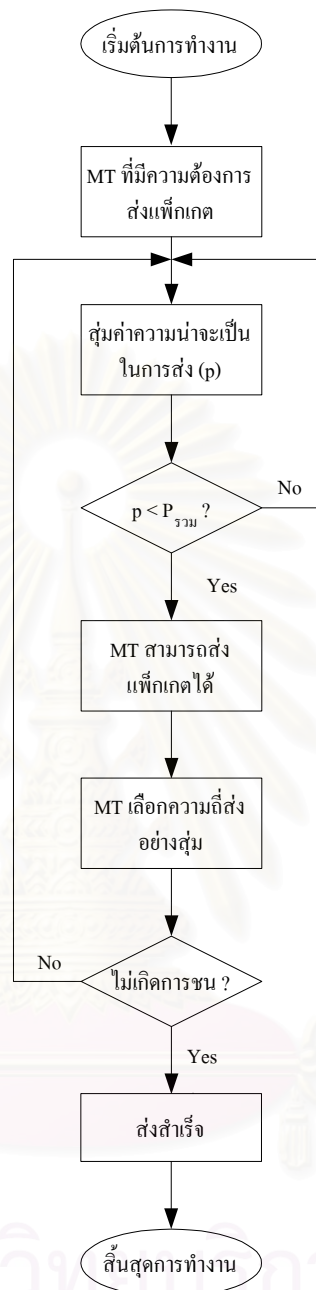 เริ่มต้นการทำงาน
MT ที่มีความต้องการ
ส่งแพ็กเกต
สุ่มค่าความน่าจะเป็น
ในการส่ง (p)
p < Pรวม ?
No
Yes
MT สามารถส่ง
แพ็กเกตได้
MT เลือกความถี่ส่ง
อย่างสุ่ม
No
ไม่เกิดการชน ?
Yes
ส่งสำเร็จ
สิ้นสุดการทำงาน